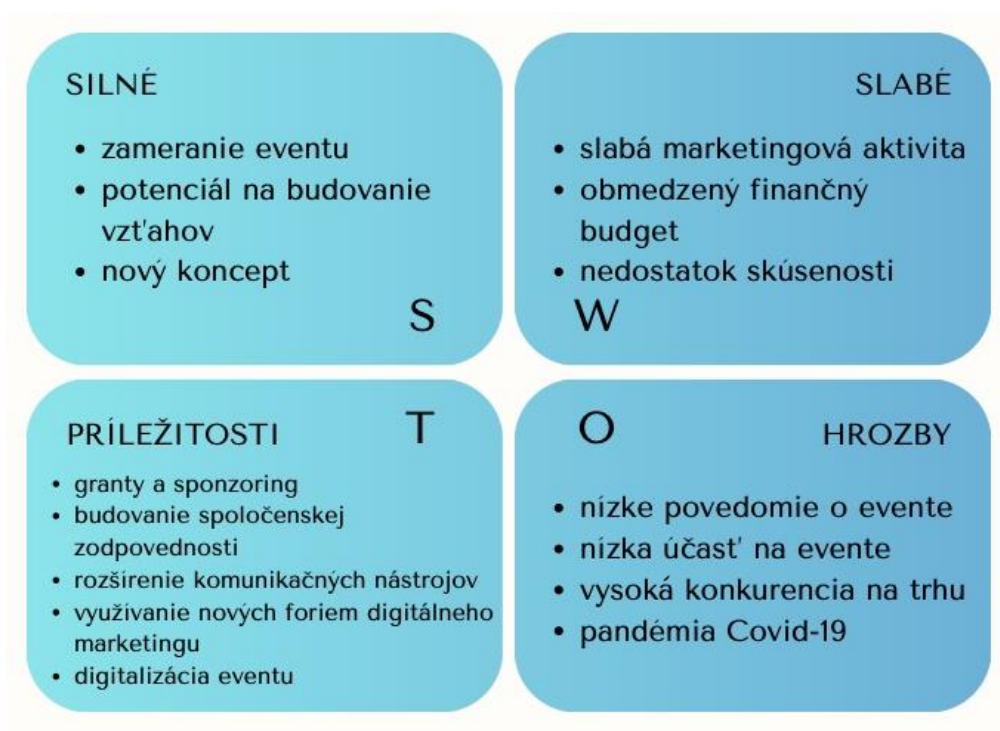 SILNÉ
• zameranie eventu
• potenciál na budovanie
vzťahov
• nový koncept
S
SLABÉ
• slabá marketingová aktivita
• obmedzený finančný
budget
• nedostatok skúsenosti
W
PRÍLEŽITOSTI
T
• granty a sponzoring
• budovanie spoločenskej
zodpovednosti
• rozšírenie komunikačných nástrojov
• využívanie nových foriem digitálneho
marketingu
• digitalizácia eventu
O
HROZBY
• nízke povedomie o evente
• nízka účasť na evente
• vysoká konkurencia na trhu
• pandémia Covid-19